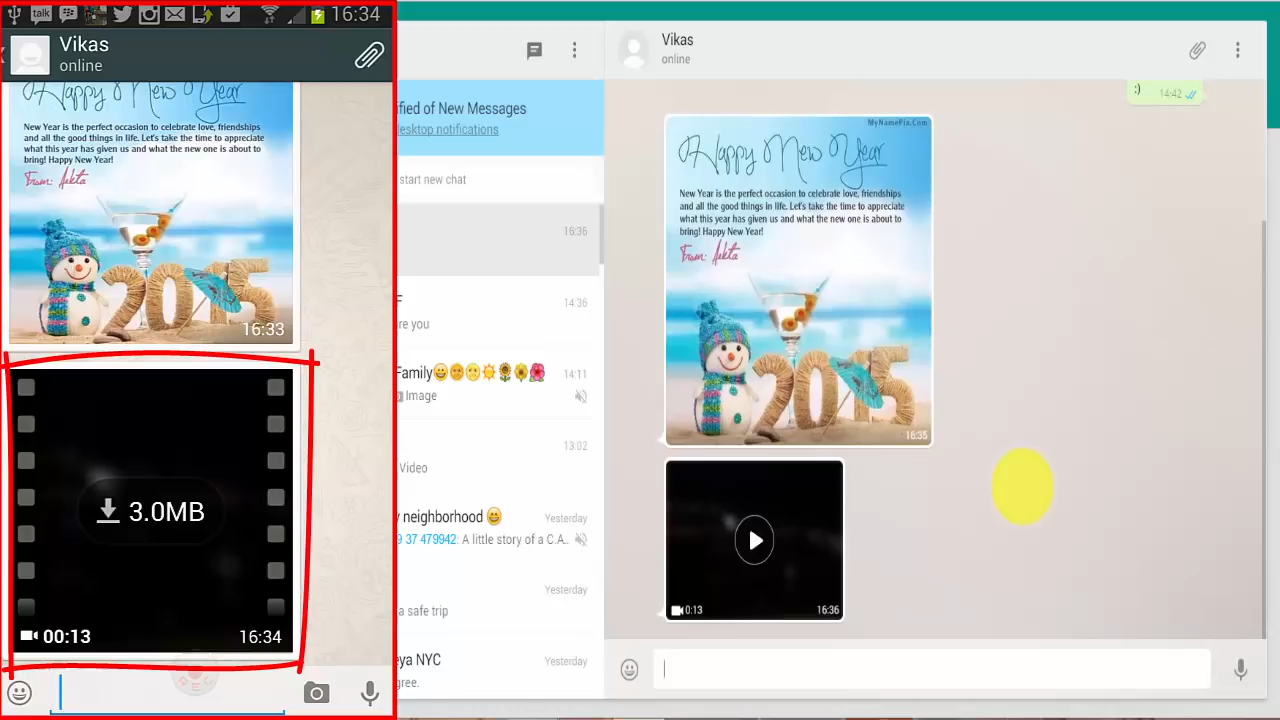 talk
16:34
Vikas
online
Happy New Year
New Year is the perfect occasion to celebrate love, friendships
and all the good things in life. Let's take the time to appreciate
what this year has given us and what the new one is about to
bring! Happy New Year!
From: Aekta
2015
16:33
3.0MB
00:13
16:34
ified of New Messages
desktop notifications
start new chat
16:36
F
14:36
are you
Family😀🌞🌝☀🌻🌻🌺
14:11
Image
13:02
Video
y neighborhood 😄
Yesterday
9 37 479942: A little story of a C.A..
Yesterday
a safe trip
eya NYC
Yesterday
gree.
Vikas
online
:)
14:42
MyNamePix.Com
Happy New Year
New Year is the perfect occasion to celebrate love, friendships
and all the good things in life. Let's take the time to appreciate
what this year has given us and what the new one is about to
bring! Happy New Year!
From: Aekta
2015
16:35
0:13
16:36